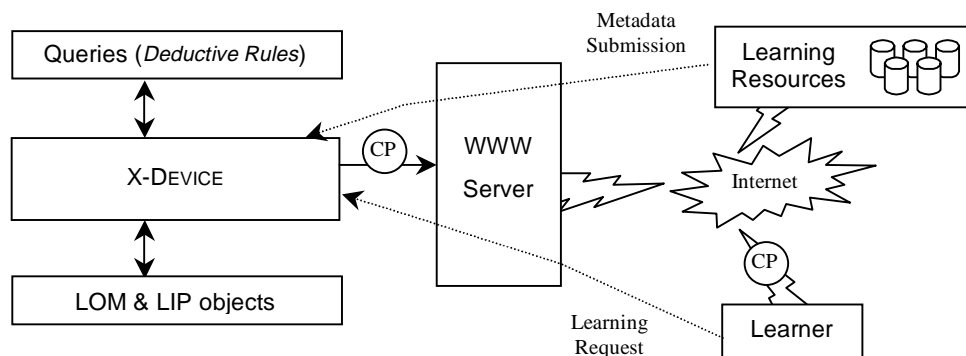 Queries (Deductive Rules)
Metadata
Submission
Learning
Resources
CP
WWW
Server
X-DEVICE
Internet
CP
LOM & LIP objects
Learning
Request
Learner